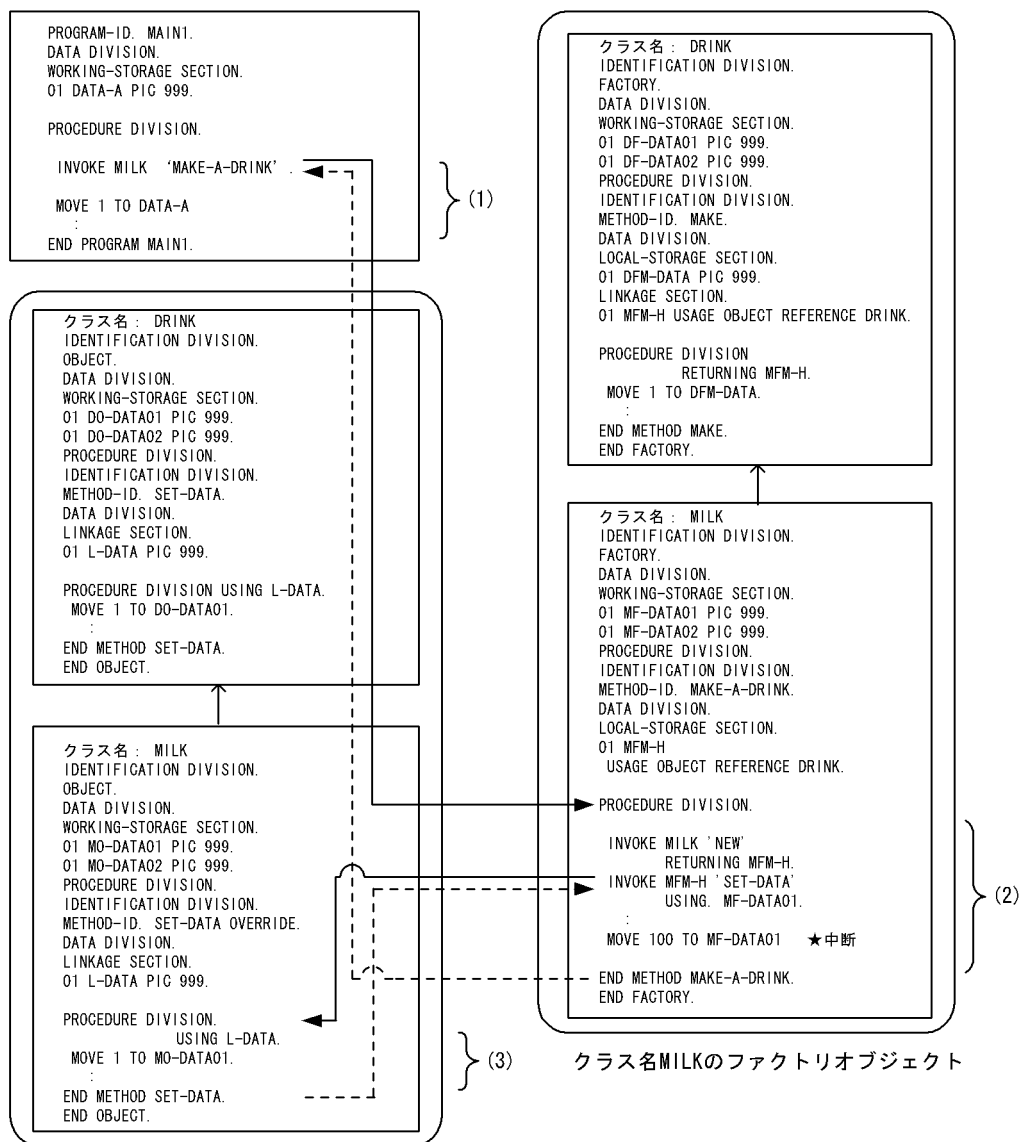 PROGRAM-ID. MAIN1.
DATA DIVISION.
WORKING-STORAGE SECTION.
01 DATA-A PIC 999.
PROCEDURE DIVISION.
INVOKE MILK 'MAKE-A-DRINK' .
MOVE 1 TO DATA-A
:
END PROGRAM MAIN1.
(1)
クラス名: DRINK
IDENTIFICATION DIVISION.
OBJECT.
DATA DIVISION.
WORKING-STORAGE SECTION.
01 DO-DATA01 PIC 999.
01 DO-DATA02 PIC 999.
PROCEDURE DIVISION.
IDENTIFICATION DIVISION.
METHOD-ID. SET-DATA.
DATA DIVISION.
LINKAGE SECTION.
01 L-DATA PIC 999.
PROCEDURE DIVISION USING L-DATA.
MOVE 1 TO DO-DATA01.
:
END METHOD SET-DATA.
END OBJECT.
クラス名: MILK
IDENTIFICATION DIVISION.
OBJECT.
DATA DIVISION.
WORKING-STORAGE SECTION.
01 MO-DATA01 PIC 999.
01 MO-DATA02 PIC 999.
PROCEDURE DIVISION.
IDENTIFICATION DIVISION.
METHOD-ID. SET-DATA OVERRIDE.
DATA DIVISION.
LINKAGE SECTION.
01 L-DATA PIC 999.
PROCEDURE DIVISION.
USING L-DATA.
MOVE 1 TO MO-DATA01.
:
END METHOD SET-DATA.
END OBJECT.
(3)
クラス名: DRINK
IDENTIFICATION DIVISION.
FACTORY.
DATA DIVISION.
WORKING-STORAGE SECTION.
01 DF-DATA01 PIC 999.
01 DF-DATA02 PIC 999.
PROCEDURE DIVISION.
IDENTIFICATION DIVISION.
METHOD-ID. MAKE.
DATA DIVISION.
LOCAL-STORAGE SECTION.
01 DFM-DATA PIC 999.
LINKAGE SECTION.
01 MFM-H USAGE OBJECT REFERENCE DRINK.
PROCEDURE DIVISION
RETURNING MFM-H.
MOVE 1 TO DFM-DATA.
:
END METHOD MAKE.
END FACTORY.
クラス名: MILK
IDENTIFICATION DIVISION.
FACTORY.
DATA DIVISION.
WORKING-STORAGE SECTION.
01 MF-DATA01 PIC 999.
01 MF-DATA02 PIC 999.
PROCEDURE DIVISION.
IDENTIFICATION DIVISION.
METHOD-ID. MAKE-A-DRINK.
DATA DIVISION.
LOCAL-STORAGE SECTION.
01 MFM-H
USAGE OBJECT REFERENCE DRINK.
PROCEDURE DIVISION.
INVOKE MILK 'NEW'
RETURNING MFM-H.
INVOKE MFM-H 'SET-DATA'
USING. MF-DATA01.
:
MOVE 100 TO MF-DATA01 ★中断
END METHOD MAKE-A-DRINK.
END FACTORY.
(2)
クラス名MILKのファクトリオブジェクト